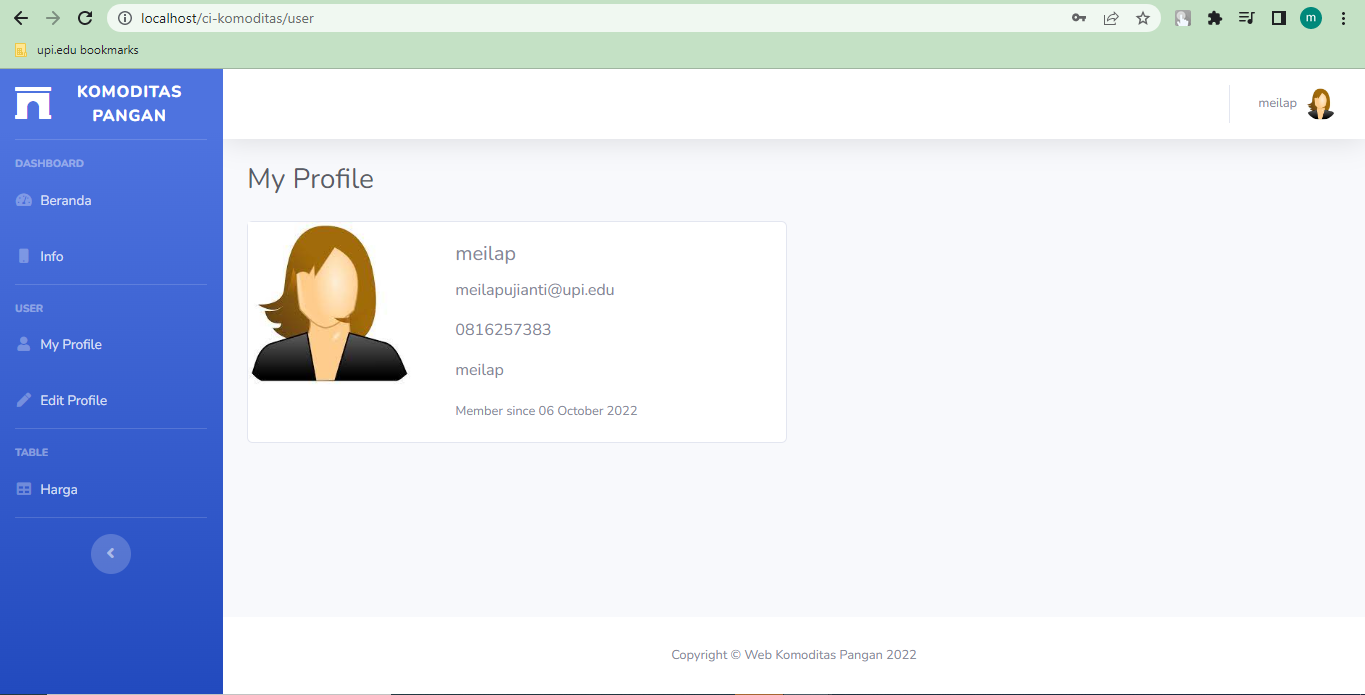 localhost/ci-komoditas/user
m
upi.edu bookmarks
KOMODITAS
PANGAN
DASHBOARD
Beranda
Info
USER
My Profile
Edit Profile
TABLE
Harga
meilap
My Profile
meilap
meilapujianti@upi.edu
0816257383
meilap
Member since 06 October 2022
Copyright © Web Komoditas Pangan 2022